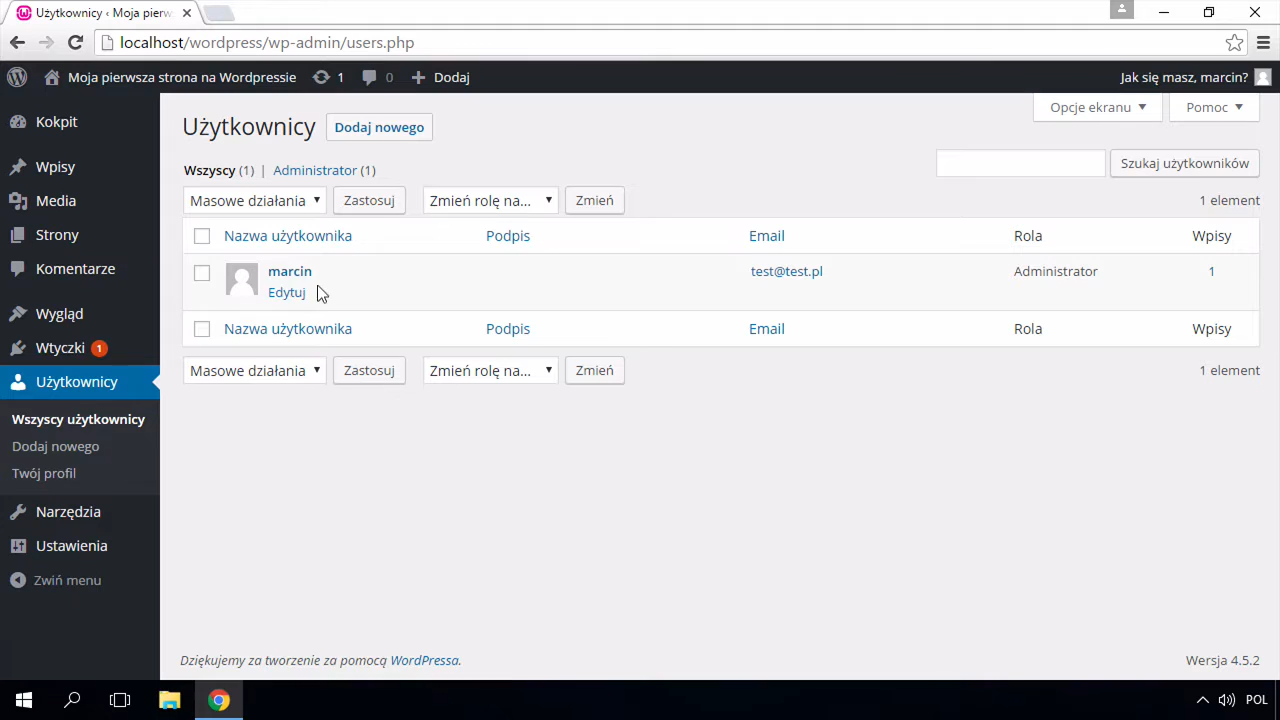 Użytkownicy ‹ Moja pierw
localhost/wordpress/wp-admin/users.php
Moja pierwsza strona na Wordpressie 1 0 Dodaj Jak się masz, marcin?
Opcje ekranu Pomoc
Kokpit
Wpisy
Media
Strony
Komentarze
Wygląd
Wtyczki 1
Użytkownicy
Wszyscy użytkownicy
Dodaj nowego
Twój profil
Narzędzia
Ustawienia
Zwiń menu
Użytkownicy Dodaj nowego
Wszyscy (1) | Administrator (1)
Szukaj użytkowników
Masowe działania Zastosuj Zmień rolę na... Zmień 1 element
Nazwa użytkownika Podpis Email Rola Wpisy
marcin test@test.pl Administrator 1
Edytuj
Nazwa użytkownika Podpis Email Rola Wpisy
Masowe działania Zastosuj Zmień rolę na... Zmień 1 element
Dziękujemy za tworzenie za pomocą WordPressa. Wersja 4.5.2
POL